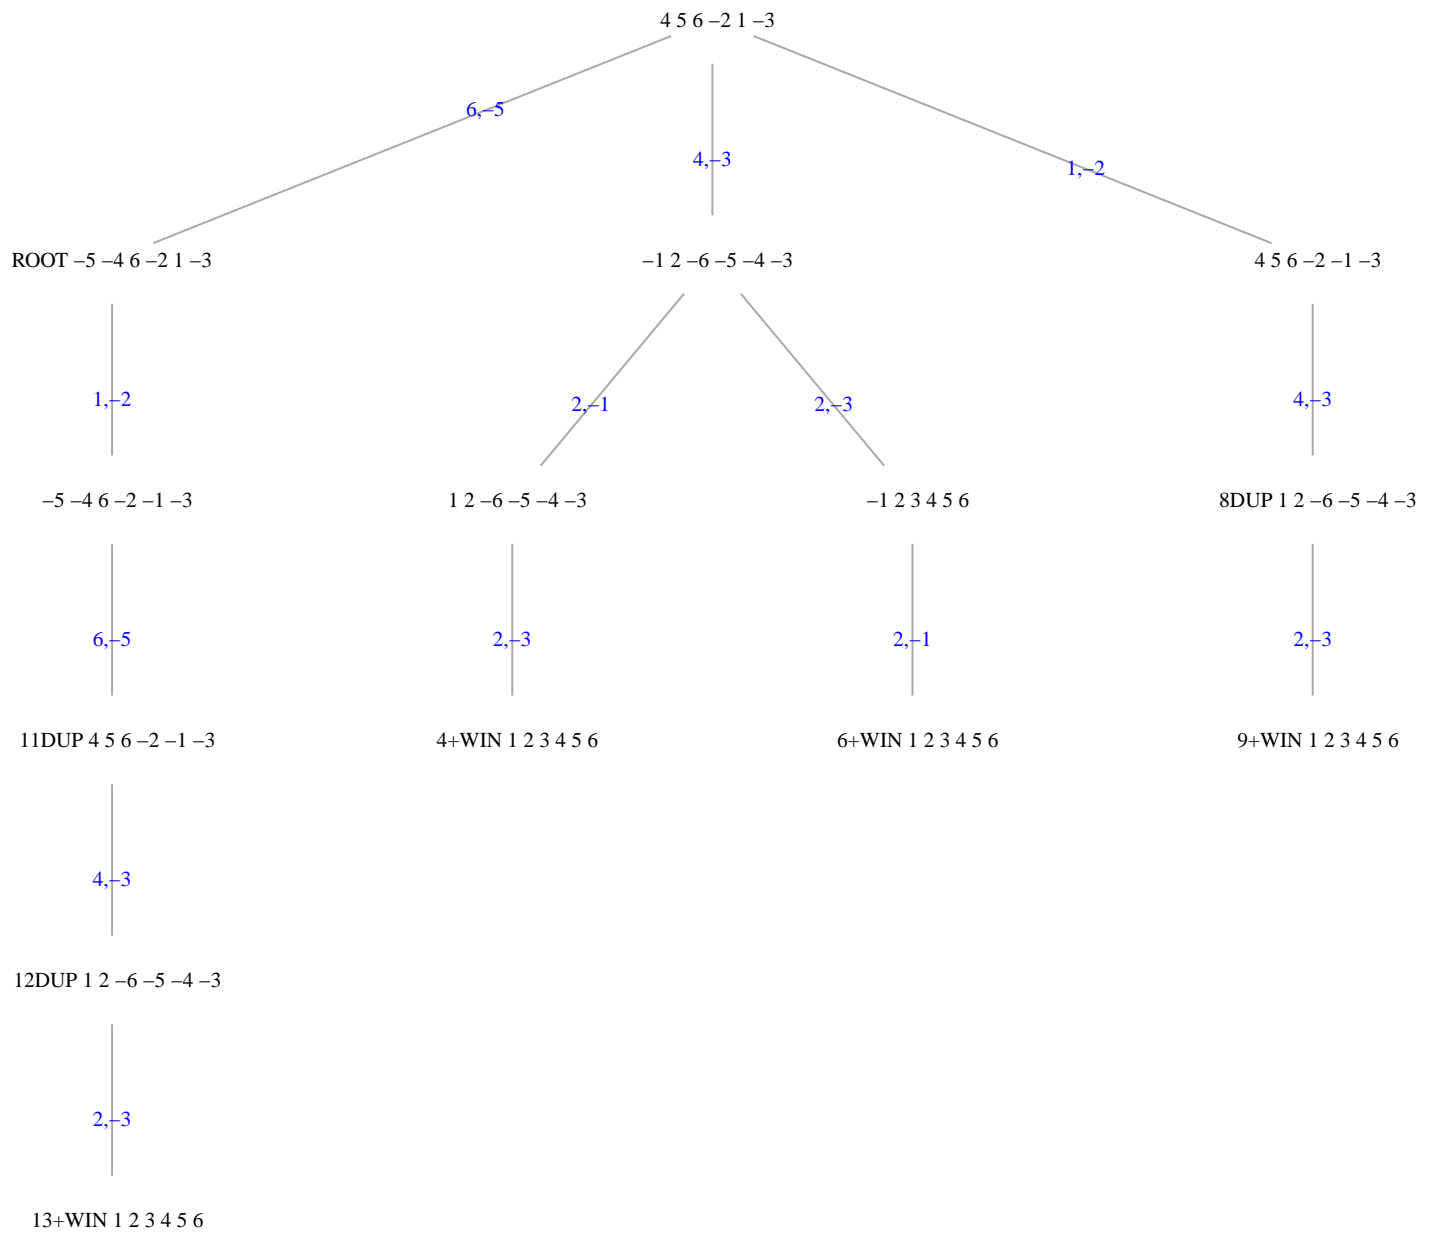 4 5 6 –2 1 –3
6,–5
4,–3
1,–2
ROOT –5 –4 6 –2 1 –3
–1 2 –6 –5 –4 –3
4 5 6 –2 –1 –3
1,–2
2,–1
2,–3
4,–3
–5 –4 6 –2 –1 –3
1 2 –6 –5 –4 –3
–1 2 3 4 5 6
8DUP 1 2 –6 –5 –4 –3
6,–5
2,–3
2,–1
2,–3
11DUP 4 5 6 –2 –1 –3
4+WIN 1 2 3 4 5 6
6+WIN 1 2 3 4 5 6
9+WIN 1 2 3 4 5 6
4,–3
12DUP 1 2 –6 –5 –4 –3
2,–3
13+WIN 1 2 3 4 5 6